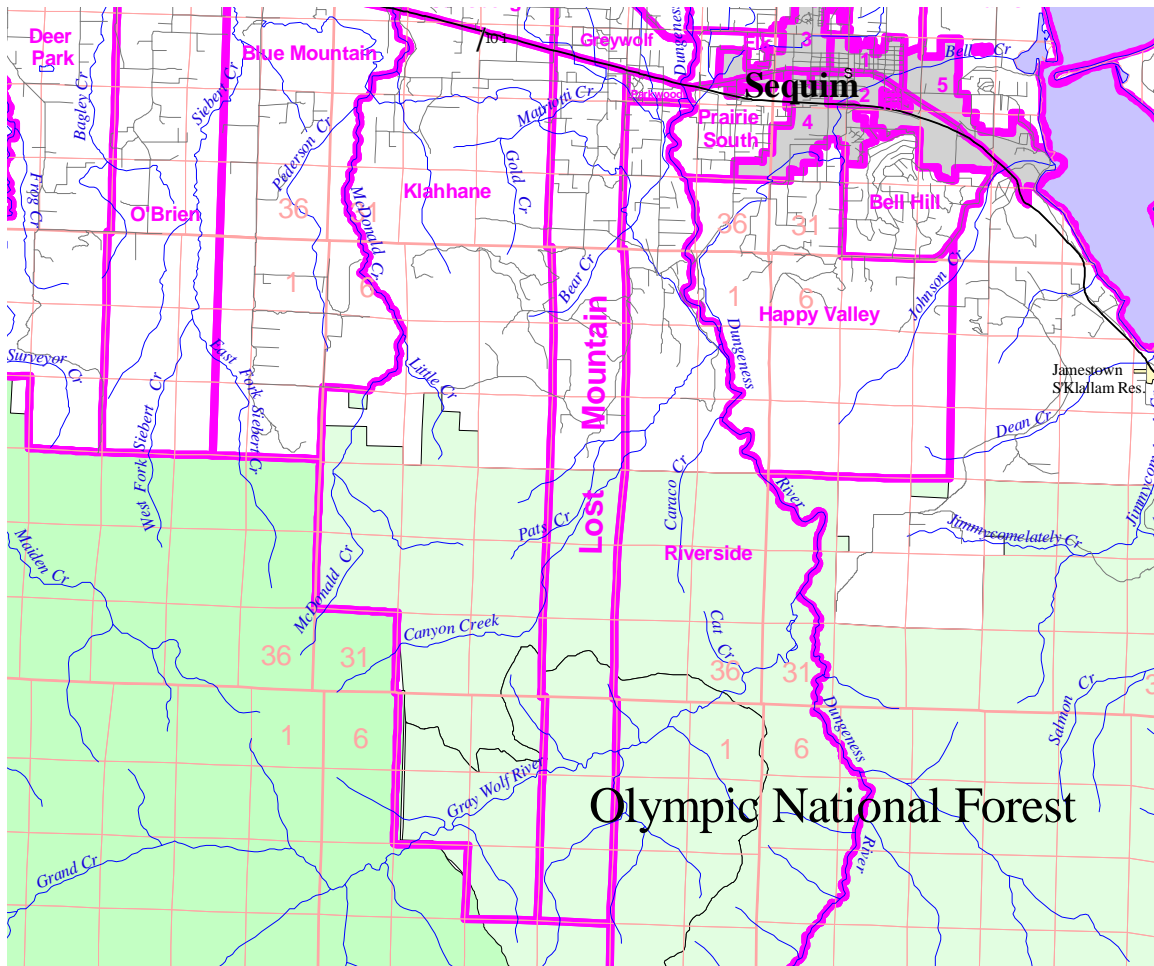 Deer
Park
Bagley Cr
Siebert Cr
Blue Mountain
101
Greywolf
Dungeness
3
1
Bell Cr
Sequim
S
2
5
4
Parkwood
Matriotti Cr
Prairie
South
Pederson Cr
Frog Cr
O'Brien
36
31
McDonald Cr
Klahhane
Gold Cr
Bell Hill
36
31
1
6
Bear Cr
Lost Mountain
1
6
Happy Valley
Johnson Cr
Dungeness
Surveyor Cr
East Fork Siebert Cr
West Fork Siebert Cr
Little Cr
Jamestown
S'Klallam Res.
Dean Cr
Caraco Cr
River
Pats Cr
Riverside
Jimmycomelately Cr
Maiden Cr
McDonald Cr
Canyon Creek
Cat Cr
36
31
36
31
1
6
1
6
Dungeness
Salmon Cr
Gray Wolf River
Olympic National Forest
River
Grand Cr